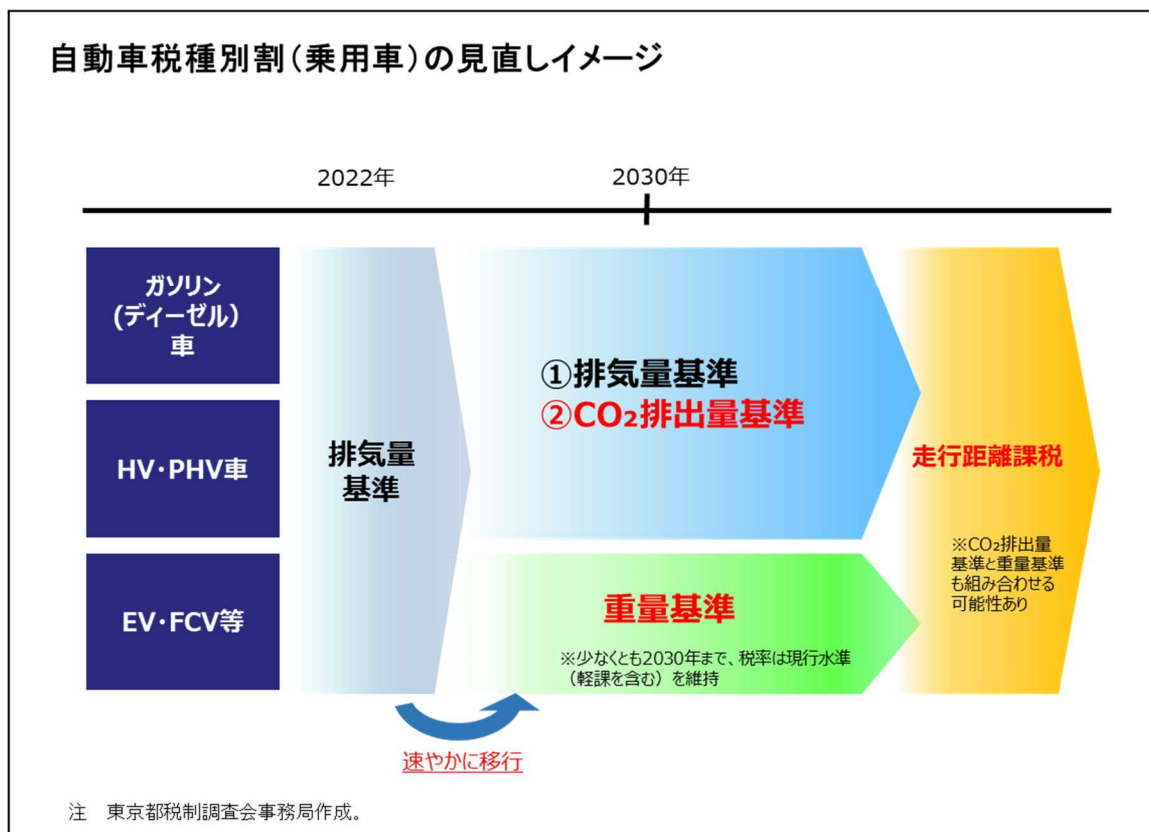 自動車税種別割（乗用車）の見直しイメージ
2022年
2030年
ガソリン
(ディーゼル）
車
HV・PHV車
EV・FCV等
排気量
基準
①排気量基準
②CO₂排出量基準
重量基準
※少なくとも2030年まで、税率は現行水準
（軽課を含む）を維持
走行距離課税
※CO₂排出量
基準と重量基準
も組み合わせる
可能性あり
速やかに移行
注　東京都税制調査会事務局作成。